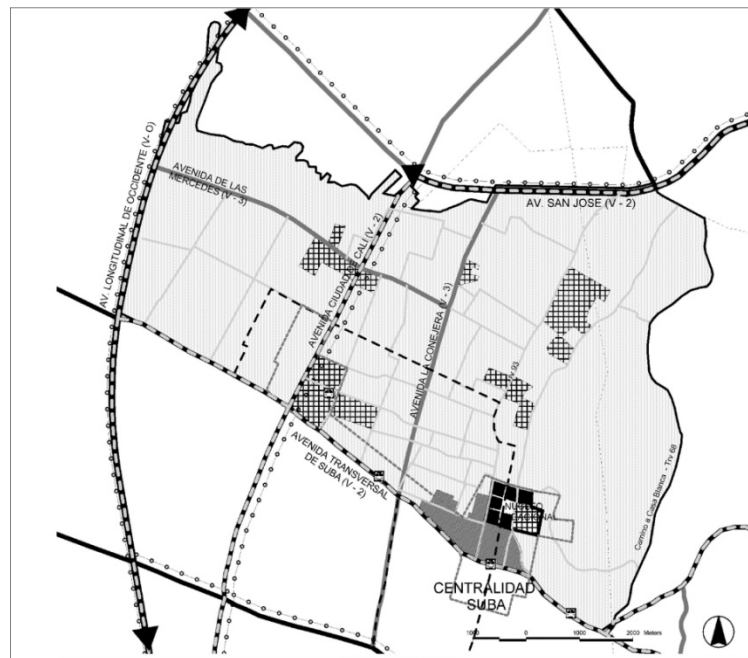 AV. LONGITUDINAL DE OCCIDENTE (V- O)
AVENIDA DE LAS
MERCEDES (V - 3)
AVENIDA CIUDAD DE CALI (V - 2)
AV. SAN JOSE (V - 2)
AVENIDA LA CONEJERA (V - 3)
93
AVENIDA TRANSVERSAL
DE SUBA (V - 2)
Camino a Casa Blanca - Trv 68
CENTRALIDAD
SUBA
1000 0 1000 2000 Meters